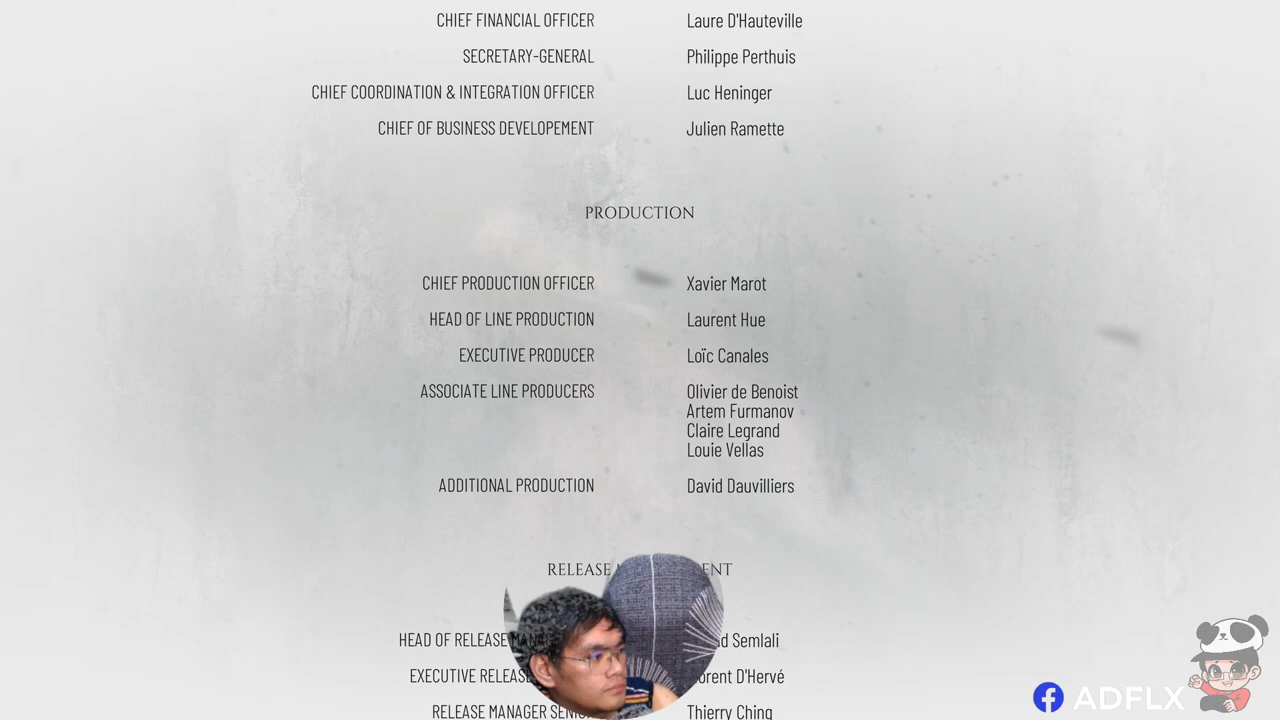 CHIEF FINANCIAL OFFICER Laure D'Hauteville
SECRETARY-GENERAL Philippe Perthuis
CHIEF COORDINATION & INTEGRATION OFFICER Luc Heninger
CHIEF OF BUSINESS DEVELOPEMENT Julien Ramette
PRODUCTION
CHIEF PRODUCTION OFFICER Xavier Marot
HEAD OF LINE PRODUCTION Laurent Hue
EXECUTIVE PRODUCER Loïc Canales
ASSOCIATE LINE PRODUCERS Olivier de Benoist
Artem Furmanov
Claire Legrand
Louie Vellas
ADDITIONAL PRODUCTION David Dauvilliers
RELEASE
HEAD OF RELEASE Semlali
EXECUTIVE RELEASE D'Hervé
RELEASE MANAGER Thierry Ching
ADFLX